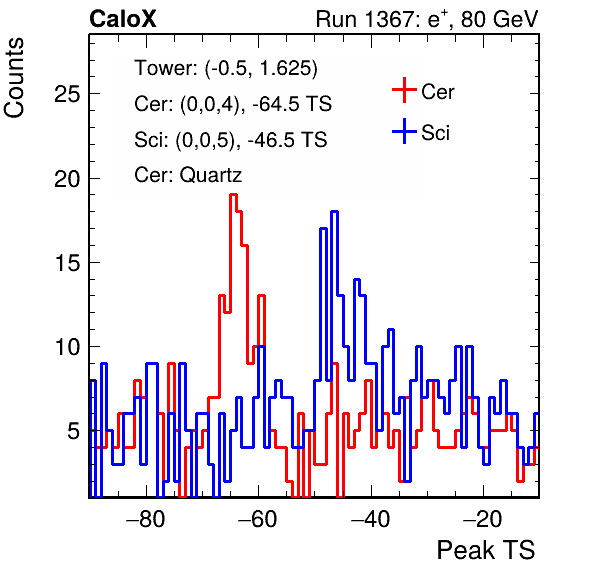 CaloX Run 1367: e⁺, 80 GeV
Counts
Tower: (-0.5, 1.625)
Cer: (0,0,4), -64.5 TS
Sci: (0,0,5), -46.5 TS
Cer: Quartz
Cer
Sci
25
20
15
10
5
−80 −60 −40 −20
Peak TS